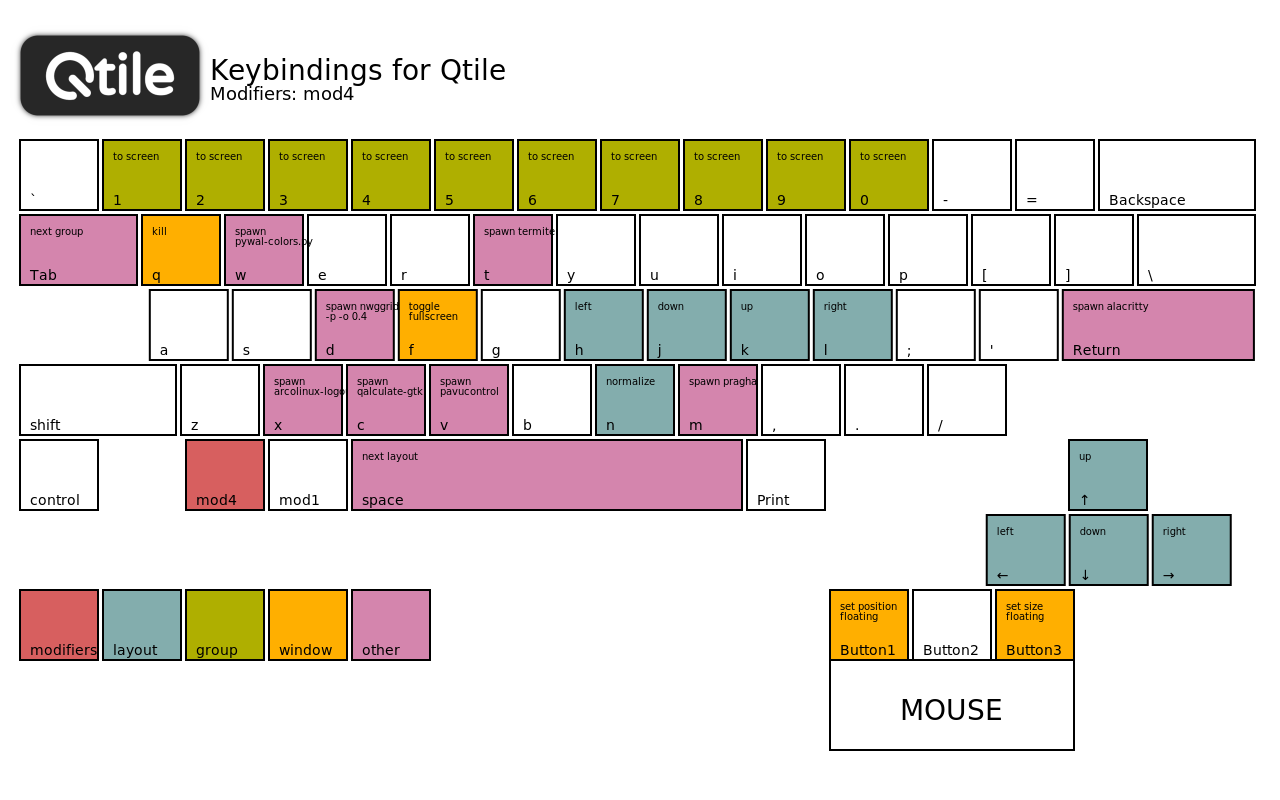 Qtile
Keybindings for Qtile
Modifiers: mod4
to screen to screen to screen to screen to screen to screen to screen to screen to screen to screen
` 1 2 3 4 5 6 7 8 9 0 - = Backspace
next group kill spawn spawn termite
pywal-colors.py
Tab q w e r t y u i o p [ ] \
spawn nwggrid toggle left down up right spawn alacritty
-p -o 0.4 fullscreen
a s d f g h j k l ; ' Return
spawn spawn spawn normalize spawn pragha
arcolinux-logo qalculate-gtk pavucontrol
shift z x c v b n m , . /
next layout up
control mod4 mod1 space Print ↑
left down right
← ↓ →
set position set size
floating floating
modifiers layout group window other Button1 Button2 Button3
MOUSE